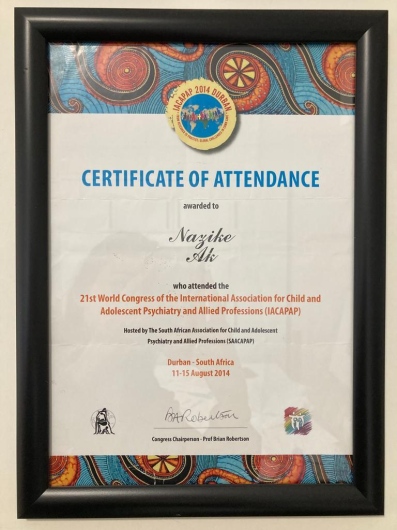 IACAPAP 2014 DURBAN
CERTIFICATE OF ATTENDANCE
awarded to
Nazike
Ak
who attended the
21st World Congress of the International Association for Child and
Adolescent Psychiatry and Allied Professions (IACAPAP)
Hosted by The South African Association for Child and Adolescent
Psychiatry and Allied Professions (SAACAPAP)
Durban - South Africa
11-15 August 2014
BARobertson
Congress Chairperson - Prof Brian Robertson